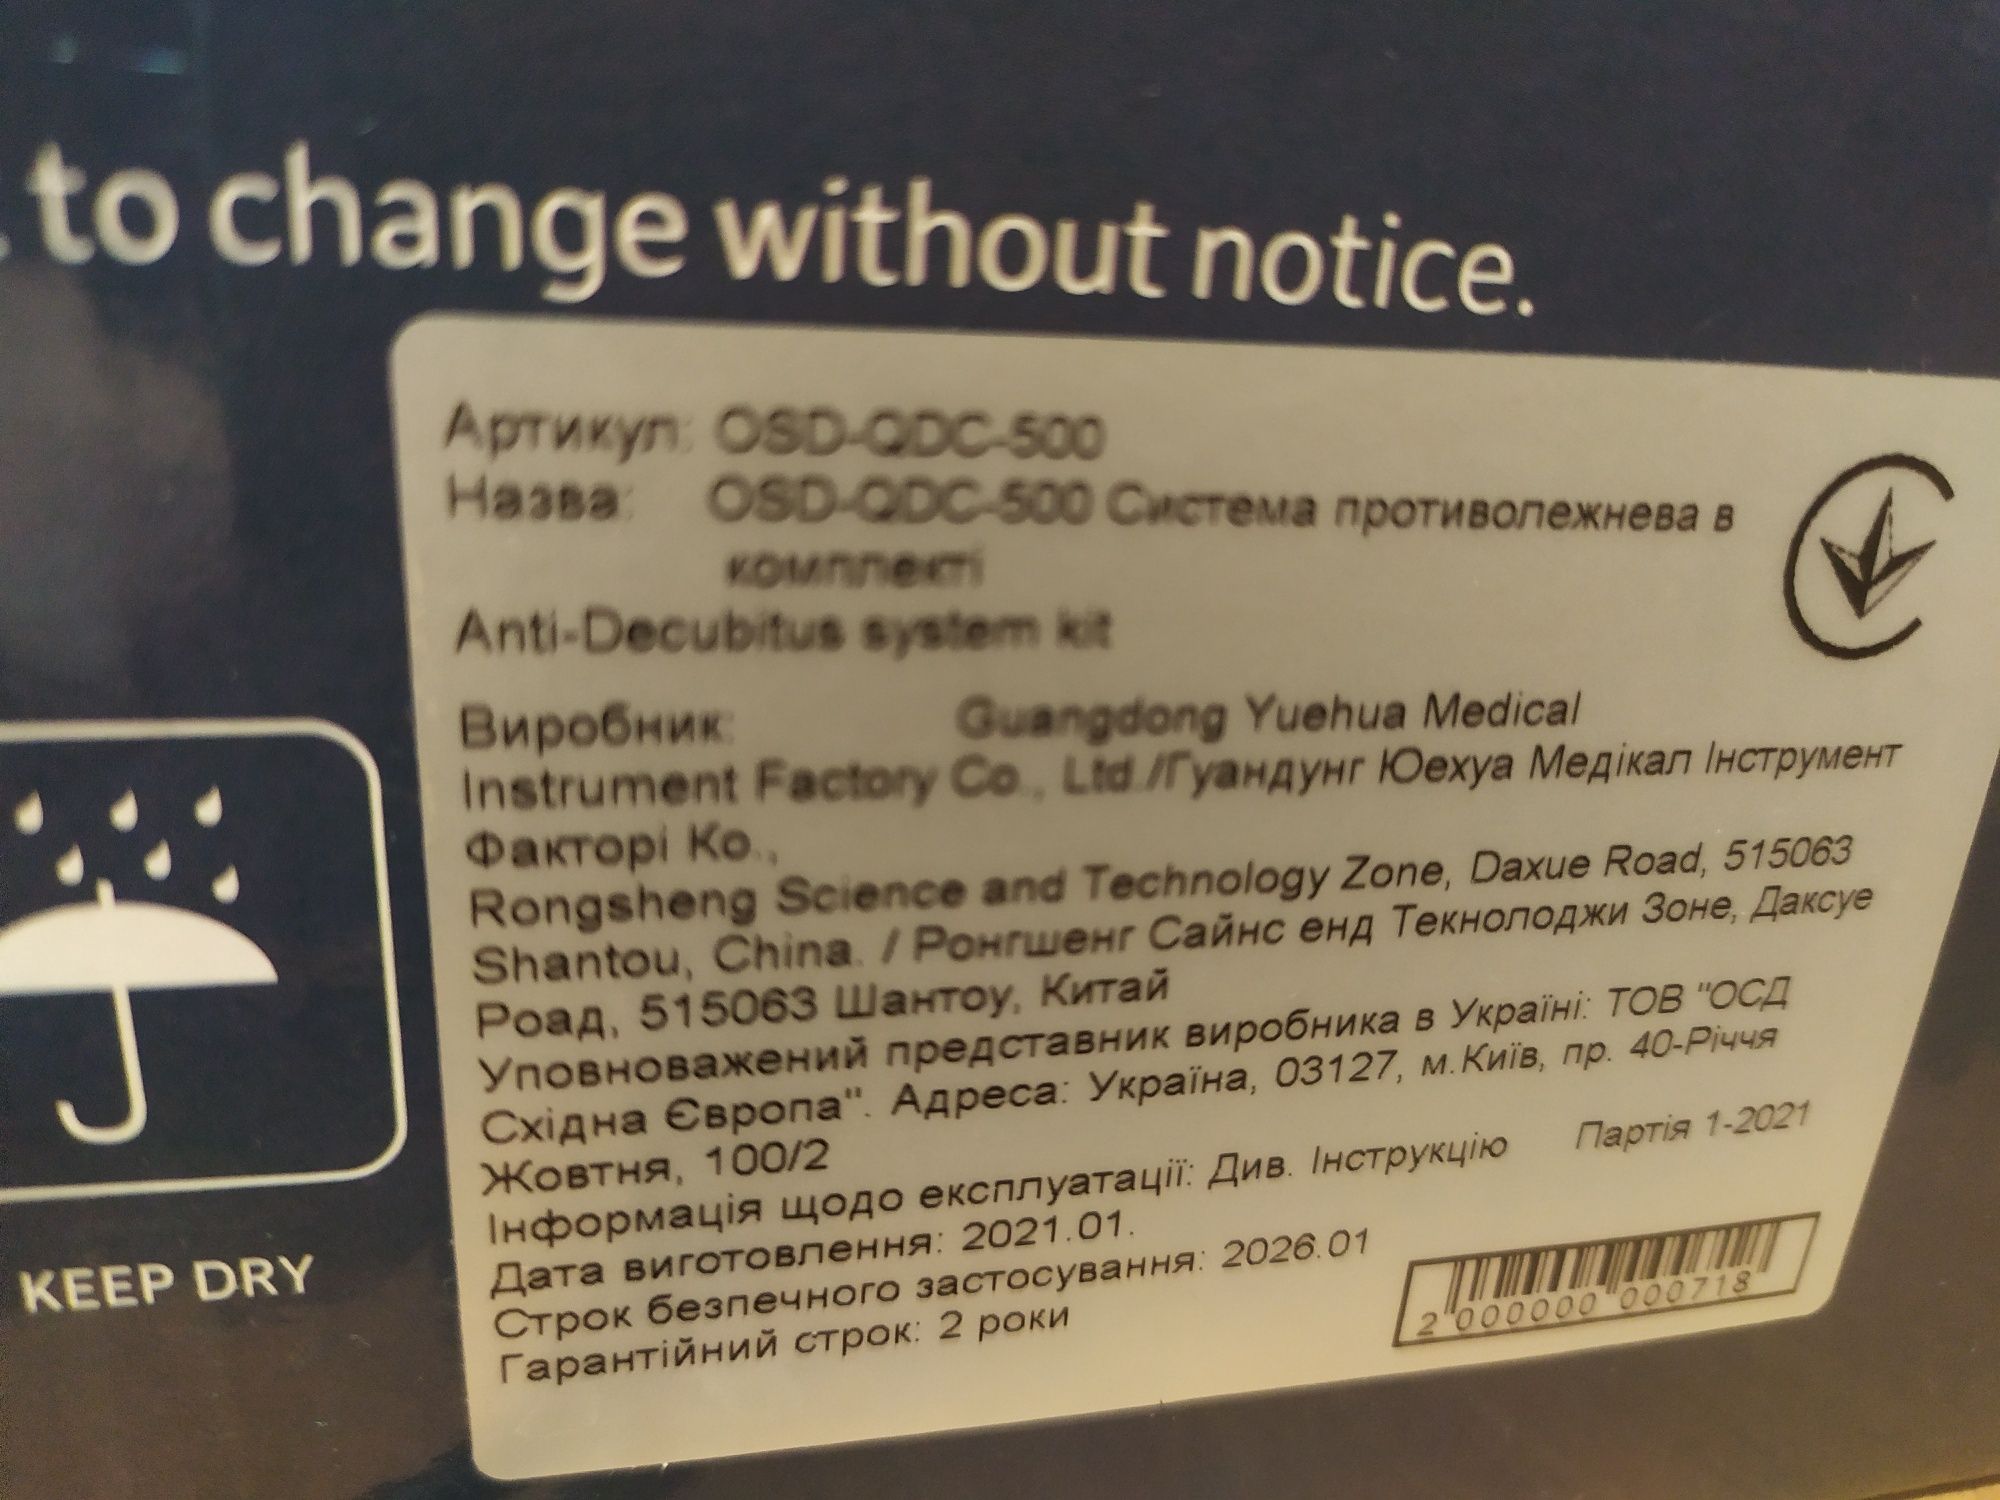 to change without notice.
Артикул: OSD-QDC-500
Назва: OSD-QDC-500 Система противолежнева в
комплекті
Anti-Decubitus system kit
Виробник: Guangdong Yuehua Medical
Instrument Factory Co., Ltd./Гуандунг Юехуа Медікал Інструмент
Факторі Ко.,
Rongsheng Science and Technology Zone, Daxue Road, 515063
Shantou, China. / Ронгшенг Сайнс енд Текнолоджи Зоне, Даксуе
Роад, 515063 Шантоу, Китай
Уповноважений представник виробника в Україні: ТОВ "ОСД
Східна Європа". Адреса: Україна, 03127, м.Київ, пр. 40-Річчя
Жовтня, 100/2
Інформація щодо експлуатації: Див. Інструкцію Партія 1-2021
Дата виготовлення: 2021.01.
Строк безпечного застосування: 2026.01
Гарантійний строк: 2 роки
2 000000 000718
KEEP DRY